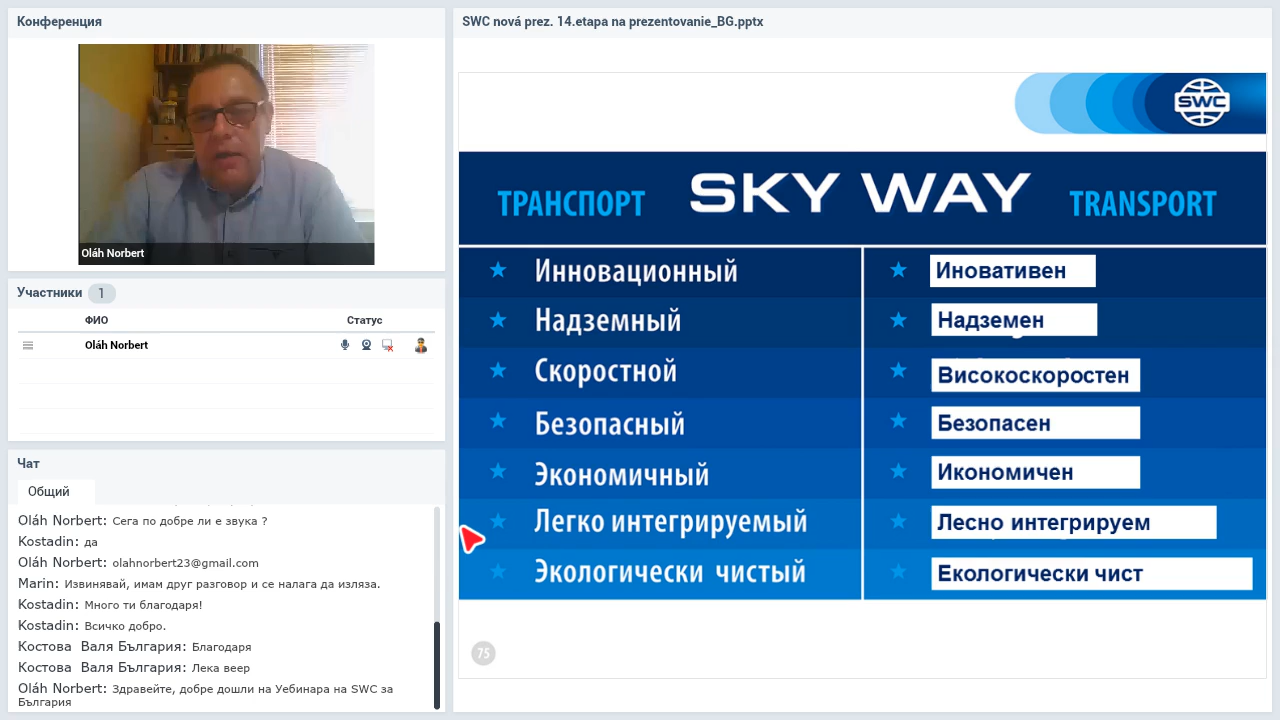 Конференция
Oláh Norbert
Участники 1
ФИО Статус
Oláh Norbert
Чат
Общий
Oláh Norbert: Сега по добре ли е звука ?
Kostadin: да
Oláh Norbert: olahnorbert23@gmail.com
Marin: Извинявай, имам друг разговор и се налага да изляза.
Kostadin: Много ти благодаря!
Kostadin: Всичко добро.
Костова Валя България: Благодаря
Костова Валя България: Лека веер
Oláh Norbert: Здравейте, добре дошли на Уебинара на SWC за
България
SWC nová prez. 14.etapa na prezentovanie_BG.pptx
SWC
ТРАНСПОРТ SKY WAY TRANSPORT
Инновационный
Надземный
Скоростной
Безопасный
Экономичный
Легко интегрируемый
Экологически чистый
Иновативен
Надземен
Високоскоростен
Безопасен
Икономичен
Лесно интегрируем
Екологически чист
75